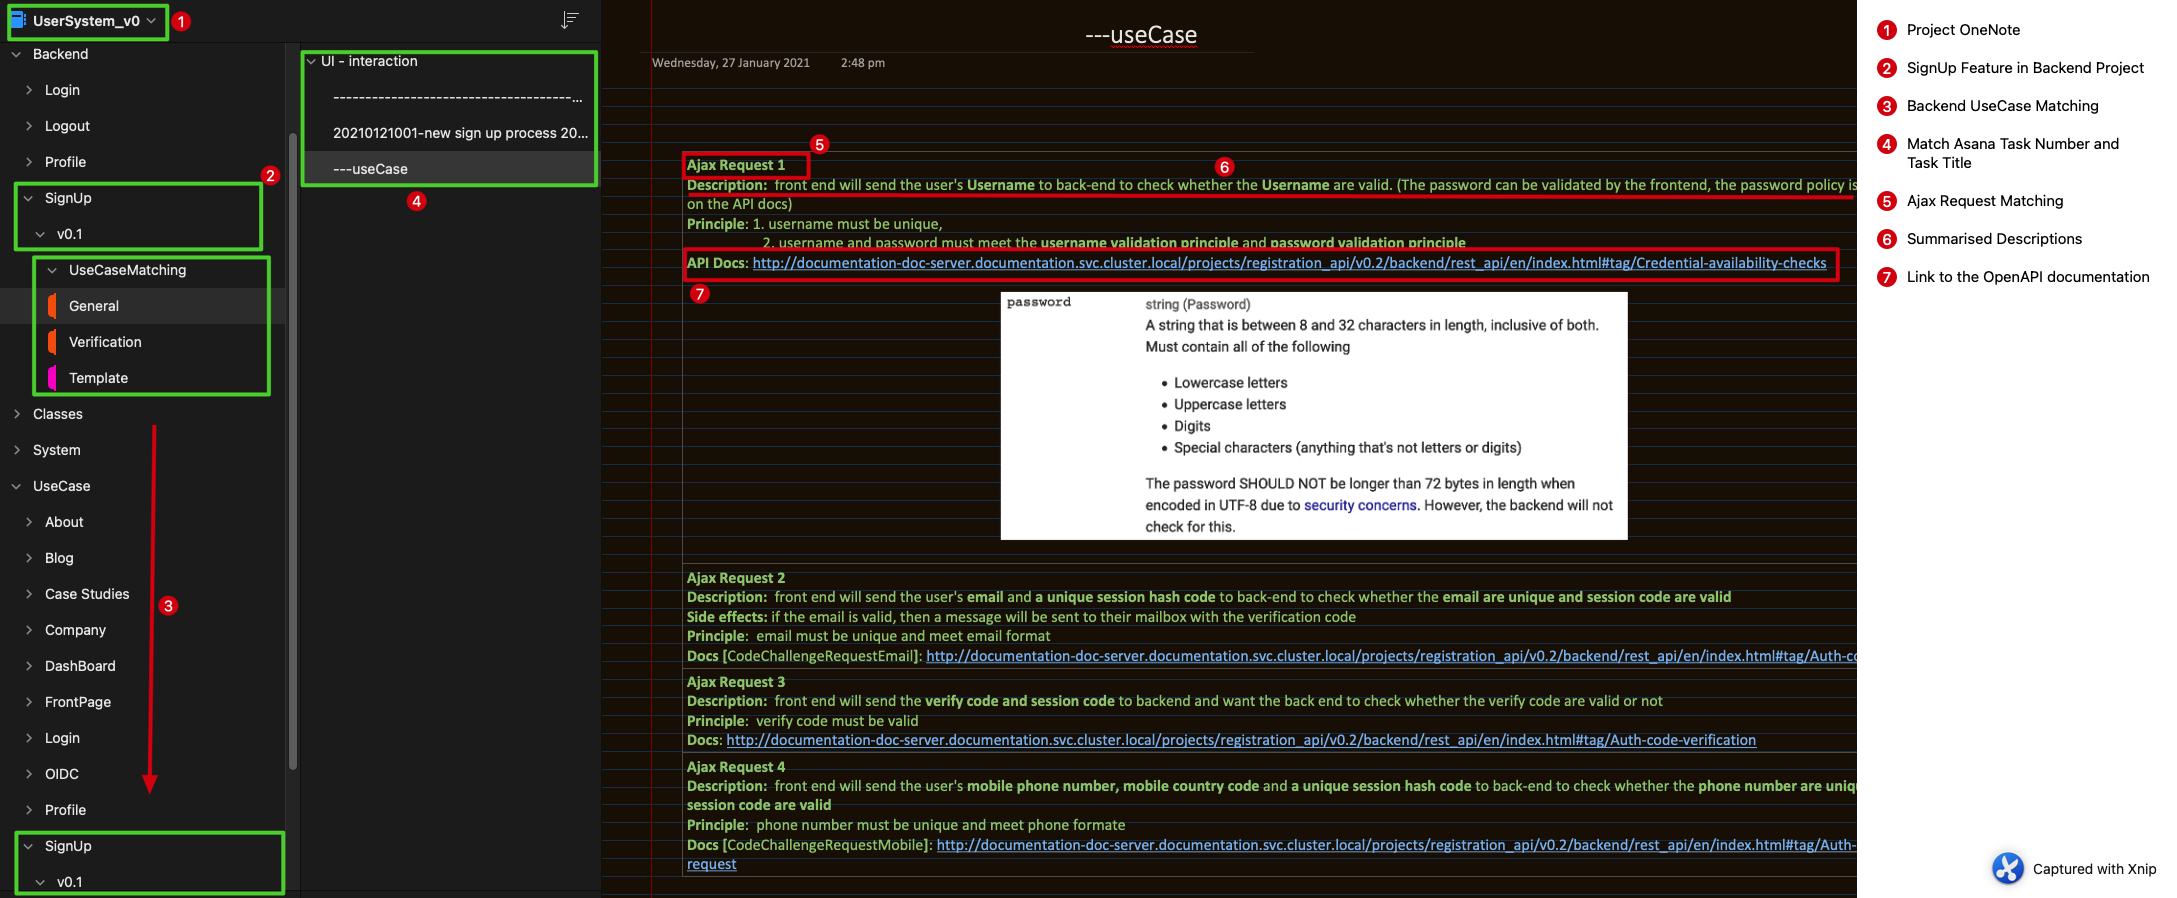 UserSystem_v0
1
Backend
Login
Logout
Profile
2
SignUp
v0.1
UseCaseMatching
General
Verification
Template
Classes
System
UseCase
About
Blog
Case Studies
3
Company
DashBoard
FrontPage
Login
OIDC
Profile
SignUp
v0.1
UI - interaction
-------------------------------------...
20210121001-new sign up process 20...
---useCase
4
---useCase
Wednesday, 27 January 2021 2:48 pm
5
6
Ajax Request 1
Description: front end will send the user's Username to back-end to check whether the Username are valid. (The password can be validated by the frontend, the password policy is
on the API docs)
Principle: 1. username must be unique,
2. username and password must meet the username validation principle and password validation principle
API Docs: http://documentation-doc-server.documentation.svc.cluster.local/projects/registration_api/v0.2/backend/rest_api/en/index.html#tag/Credential-availability-checks
7
password string (Password)
A string that is between 8 and 32 characters in length, inclusive of both.
Must contain all of the following
• Lowercase letters
• Uppercase letters
• Digits
• Special characters (anything that's not letters or digits)
The password SHOULD NOT be longer than 72 bytes in length when
encoded in UTF-8 due to security concerns. However, the backend will not
check for this.
Ajax Request 2
Description: front end will send the user's email and a unique session hash code to back-end to check whether the email are unique and session code are valid
Side effects: if the email is valid, then a message will be sent to their mailbox with the verification code
Principle: email must be unique and meet email format
Docs [CodeChallengeRequestEmail]: http://documentation-doc-server.documentation.svc.cluster.local/projects/registration_api/v0.2/backend/rest_api/en/index.html#tag/Auth-co
Ajax Request 3
Description: front end will send the verify code and session code to backend and want the back end to check whether the verify code are valid or not
Principle: verify code must be valid
Docs: http://documentation-doc-server.documentation.svc.cluster.local/projects/registration_api/v0.2/backend/rest_api/en/index.html#tag/Auth-code-verification
Ajax Request 4
Description: front end will send the user's mobile phone number, mobile country code and a unique session hash code to back-end to check whether the phone number are uniq
session code are valid
Principle: phone number must be unique and meet phone formate
Docs [CodeChallengeRequestMobile]: http://documentation-doc-server.documentation.svc.cluster.local/projects/registration_api/v0.2/backend/rest_api/en/index.html#tag/Auth-
request
1 Project OneNote
2 SignUp Feature in Backend Project
3 Backend UseCase Matching
4 Match Asana Task Number and
Task Title
5 Ajax Request Matching
6 Summarised Descriptions
7 Link to the OpenAPI documentation
Captured with Xnip